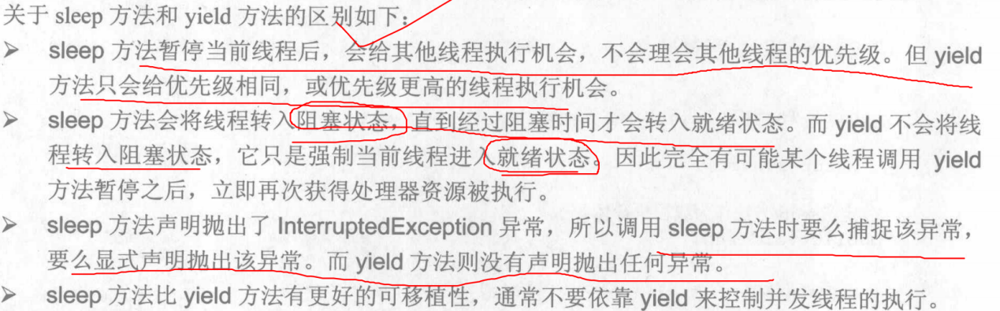 关于 sleep 方法和 yield 方法的区别如下:
➢ sleep 方法暂停当前线程后，会给其他线程执行机会，不会理会其他线程的优先级。但 yield
方法只会给优先级相同，或优先级更高的线程执行机会。
➢ sleep 方法会将线程转入阻塞状态，直到经过阻塞时间才会转入就绪状态。而 yield 不会将线
程转入阻塞状态，它只是强制当前线程进入就绪状态。因此完全有可能某个线程调用 yield
方法暂停之后，立即再次获得处理器资源被执行。
➢ sleep 方法声明抛出了 InterruptedException 异常，所以调用 sleep 方法时要么捕捉该异常，
要么显式声明抛出该异常。而 yield 方法则没有声明抛出任何异常。
➢ sleep 方法比 yield 方法有更好的可移植性，通常不要依靠 yield 来控制并发线程的执行。